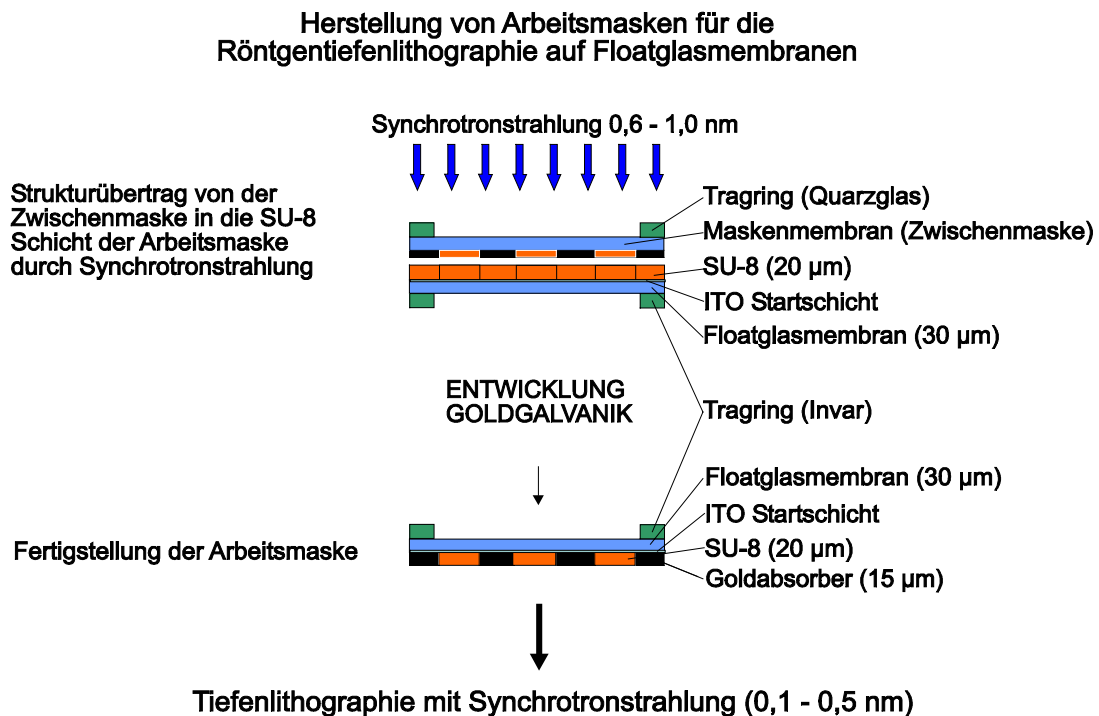 Herstellung von Arbeitsmasken für die
Röntgentiefenlithographie auf Floatglasmembranen
Synchrotronstrahlung 0,6 - 1,0 nm
Strukturübertrag von der
Zwischenmaske in die SU-8
Schicht der Arbeitsmaske
durch Synchrotronstrahlung
Tragring (Quarzglas)
Maskenmembran (Zwischenmaske)
SU-8 (20 µm)
ITO Startschicht
Floatglasmembran (30 µm)
ENTWICKLUNG
GOLDGALVANIK
Tragring (Invar)
Floatglasmembran (30 µm)
ITO Startschicht
SU-8 (20 µm)
Goldabsorber (15 µm)
Fertigstellung der Arbeitsmaske
Tiefenlithographie mit Synchrotronstrahlung (0,1 - 0,5 nm)